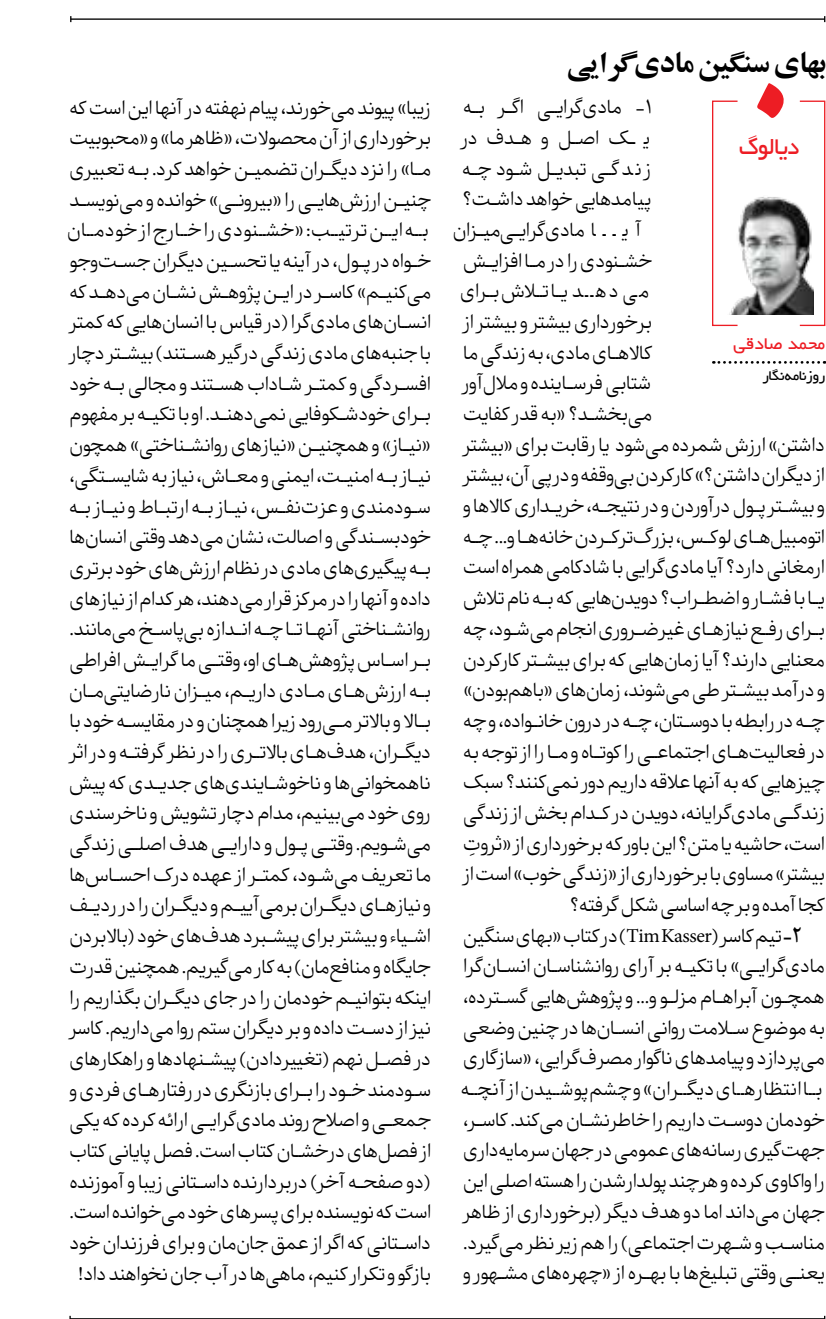 بهای سنگین مادی‌گرایی
دیالوگ
محمد صادقی
روزنامه‌نگار
۱- مادی‌گرایی اگر به
یک اصل و هدف در
زندگی تبدیل شود چه
پیامدهایی خواهد داشت؟
آیا مادی‌گرایی‌میزان
خشنودی را در ما افزایش
می دهد یا تلاش برای
برخورداری بیشتر و بیشتر از
کالاهای مادی، به زندگی ما
شتابی فرساینده و ملال‌آور
می‌بخشد؟ «به قدر کفایت
داشتن» ارزش شمرده می‌شود یا رقابت برای «بیشتر
از دیگران داشتن؟» کارکردن بی‌وقفه و در پی آن، بیشتر
و بیشتر پول درآوردن و در نتیجه، خریداری کالاها و
اتومبیل‌های لوکس، بزرگ‌ترکردن خانه‌ها و... چه
ارمغانی دارد؟ آیا مادی‌گرایی با شادکامی همراه است
یا با فشار و اضطراب؟ دویدن‌هایی که به نام تلاش
برای رفع نیازهای غیرضروری انجام می‌شود، چه
معنایی دارند؟ آیا زمان‌هایی که برای بیشتر کارکردن
و درآمد بیشتر طی می‌شوند، زمان‌های «باهم‌بودن»
چه در رابطه با دوستان، چه در درون خانواده، و چه
در فعالیت‌های اجتماعی را کوتاه و ما را از توجه به
چیزهایی که به آنها علاقه داریم دور نمی‌کنند؟ سبک
زندگی مادی‌گرایانه، دویدن در کدام بخش از زندگی
است، حاشیه یا متن؟ این باور که برخورداری از «ثروتِ
بیشتر» مساوی با برخورداری از «زندگی خوب» است از
کجا آمده و بر چه اساسی شکل گرفته؟
۲- تیم کاسر (Tim Kasser) در کتاب «بهای سنگین
مادی‌گرایی» با تکیه بر آرای روانشناسان انسان‌گرا
همچون آبراهام مزلو و... و پژوهش‌هایی گسترده،
به موضوع سلامت روانی انسان‌ها در چنین وضعی
می‌پردازد و پیامدهای ناگوار مصرف‌گرایی، «سازگاری
با انتظارهای دیگران» و چشم پوشیدن از آنچه
خودمان دوست داریم را خاطرنشان می‌کند. کاسر،
جهت‌گیری رسانه‌های عمومی در جهان سرمایه‌داری
را واکاوی کرده و هرچند پولدارشدن را هسته اصلی این
جهان می‌داند اما دو هدف دیگر (برخورداری از ظاهر
مناسب و شهرت اجتماعی) را هم زیر نظر می‌گیرد.
یعنی وقتی تبلیغ‌ها با بهره از «چهره‌های مشهور و
زیبا» پیوند می‌خورند، پیام نهفته در آنها این است که
برخورداری از آن محصولات، «ظاهر ما» و «محبوبیت
ما» را نزد دیگران تضمین خواهد کرد. به تعبیری
چنین ارزش‌هایی را «بیرونی» خوانده و می‌نویسد
به این ترتیب: «خشنودی را خارج از خودمان
خواه در پول، در آینه یا تحسین دیگران جست‌وجو
می‌کنیم» کاسر در این پژوهش نشان می‌دهد که
انسان‌های مادی‌گرا (در قیاس با انسان‌هایی که کمتر
با جنبه‌های مادی زندگی درگیر هستند) بیشتر دچار
افسردگی و کمتر شاداب هستند و مجالی به خود
برای خودشکوفایی نمی‌دهند. او با تکیه بر مفهوم
«نیاز» و همچنین «نیازهای روانشناختی» همچون
نیاز به امنیت، ایمنی و معاش، نیاز به شایستگی،
سودمندی و عزت‌نفس، نیاز به ارتباط و نیاز به
خودبسندگی و اصالت، نشان می‌دهد وقتی انسان‌ها
به پیگیری‌های مادی در نظام ارزش‌های خود برتری
داده و آنها را در مرکز قرار می‌دهند، هر کدام از نیازهای
روانشناختی آنها تا چه اندازه بی‌پاسخ می‌مانند.
بر اساس پژوهش‌های او، وقتی ما گرایش افراطی
به ارزش‌های مادی داریم، میزان نارضایتی‌مان
بالا و بالاتر می‌رود زیرا همچنان و در مقایسه خود با
دیگران، هدف‌های بالاتری را در نظر گرفته و در اثر
ناهمخوانی‌ها و ناخوشایندی‌های جدیدی که پیش
روی خود می‌بینیم، مدام دچار تشویش و ناخرسندی
می‌شویم. وقتی پول و دارایی هدف اصلی زندگی
ما تعریف می‌شود، کمتر از عهده درک احساس‌ها
و نیازهای دیگران برمی‌آییم و دیگران را در ردیف
اشیاء و بیشتر برای پیشبرد هدف‌های خود (بالابردن
جایگاه و منافع‌مان) به کار می‌گیریم. همچنین قدرت
اینکه بتوانیم خودمان را در جای دیگران بگذاریم را
نیز از دست داده و بر دیگران ستم روا می‌داریم. کاسر
در فصل نهم (تغییردادن) پیشنهادها و راهکارهای
سودمند خود را برای بازنگری در رفتارهای فردی و
جمعی و اصلاح روند مادی‌گرایی ارائه کرده که یکی
از فصل‌های درخشان کتاب است. فصل پایانی کتاب
(دو صفحه آخر) دربردارنده داستانی زیبا و آموزنده
است که نویسنده برای پسرهای خود می‌خوانده است.
داستانی که اگر از عمق جان‌مان و برای فرزندان خود
بازگو و تکرار کنیم، ماهی‌ها در آب جان نخواهند داد!